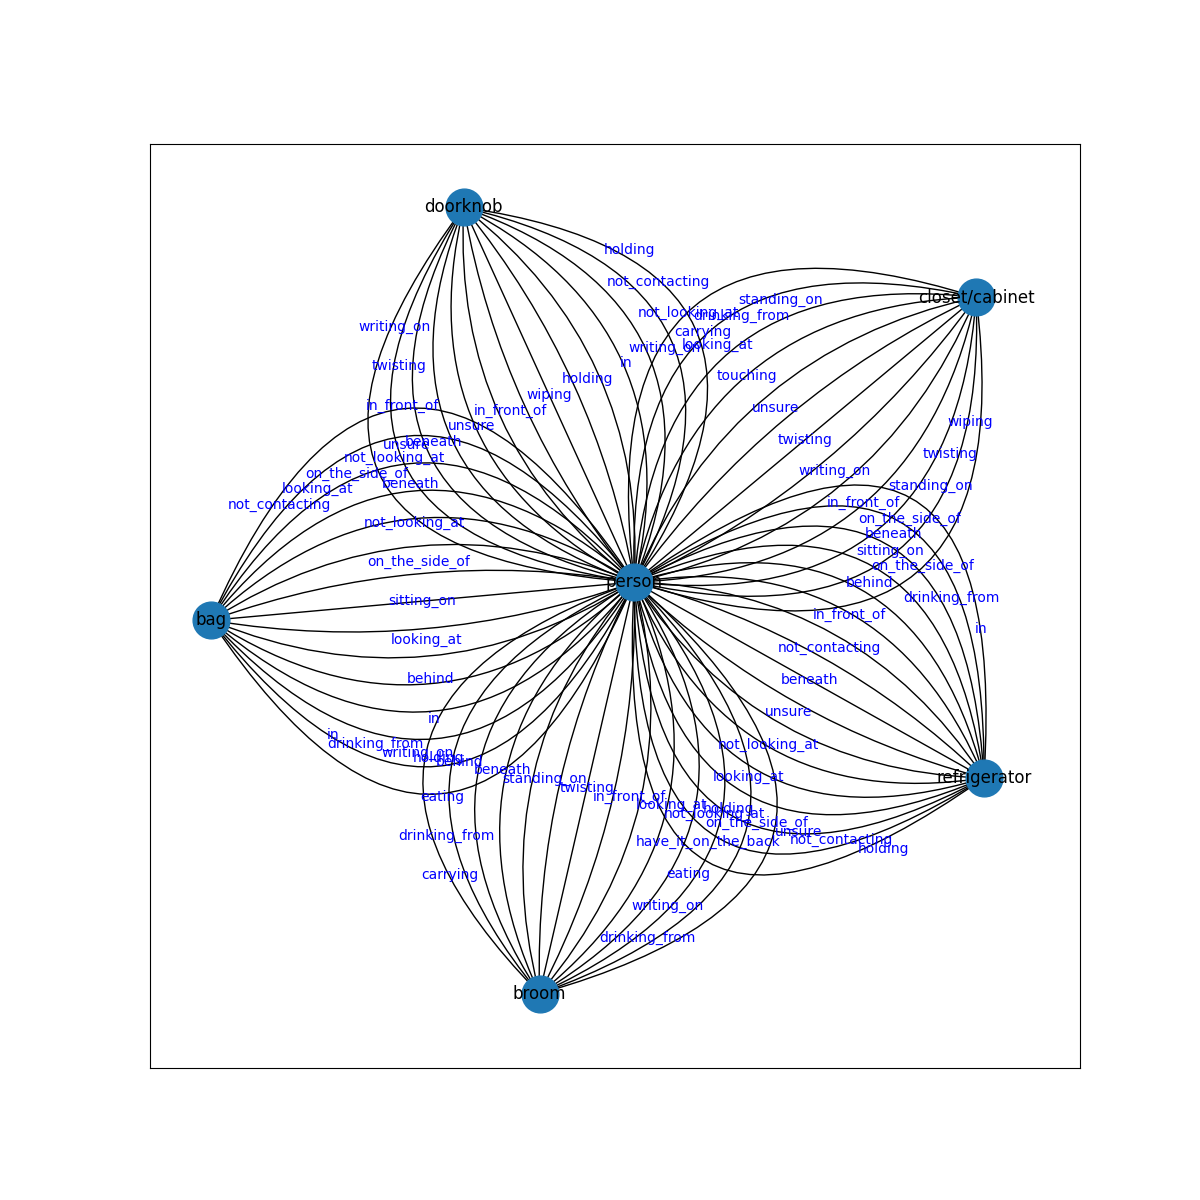 doorknob
holding
not_contacting
closet/cabinet
standing_on
not_looking_at
drinking_from
writing_on
carrying
looking_at
writing_on
in
twisting
touching
holding
wiping
in_front_of
in_front_of
unsure
wiping
unsure
beneath
unsure
twisting
twisting
not_looking_at
on_the_side_of
writing_on
beneath
looking_at
standing_on
not_contacting
in_front_of
not_looking_at
on_the_side_of
beneath
sitting_on
on_the_side_of
on_the_side_of
person
behind
sitting_on
drinking_from
in_front_of
bag
in
looking_at
not_contacting
behind
beneath
in
unsure
in
drinking_from
not_looking_at
writing_on
holding
behind
beneath
standing_on
looking_at
refrigerator
twisting
eating
in_front_of
looking_at
holding
not_looking_at
on_the_side_of
unsure
drinking_from
have_it_on_the_back
not_contacting
holding
carrying
eating
writing_on
drinking_from
broom